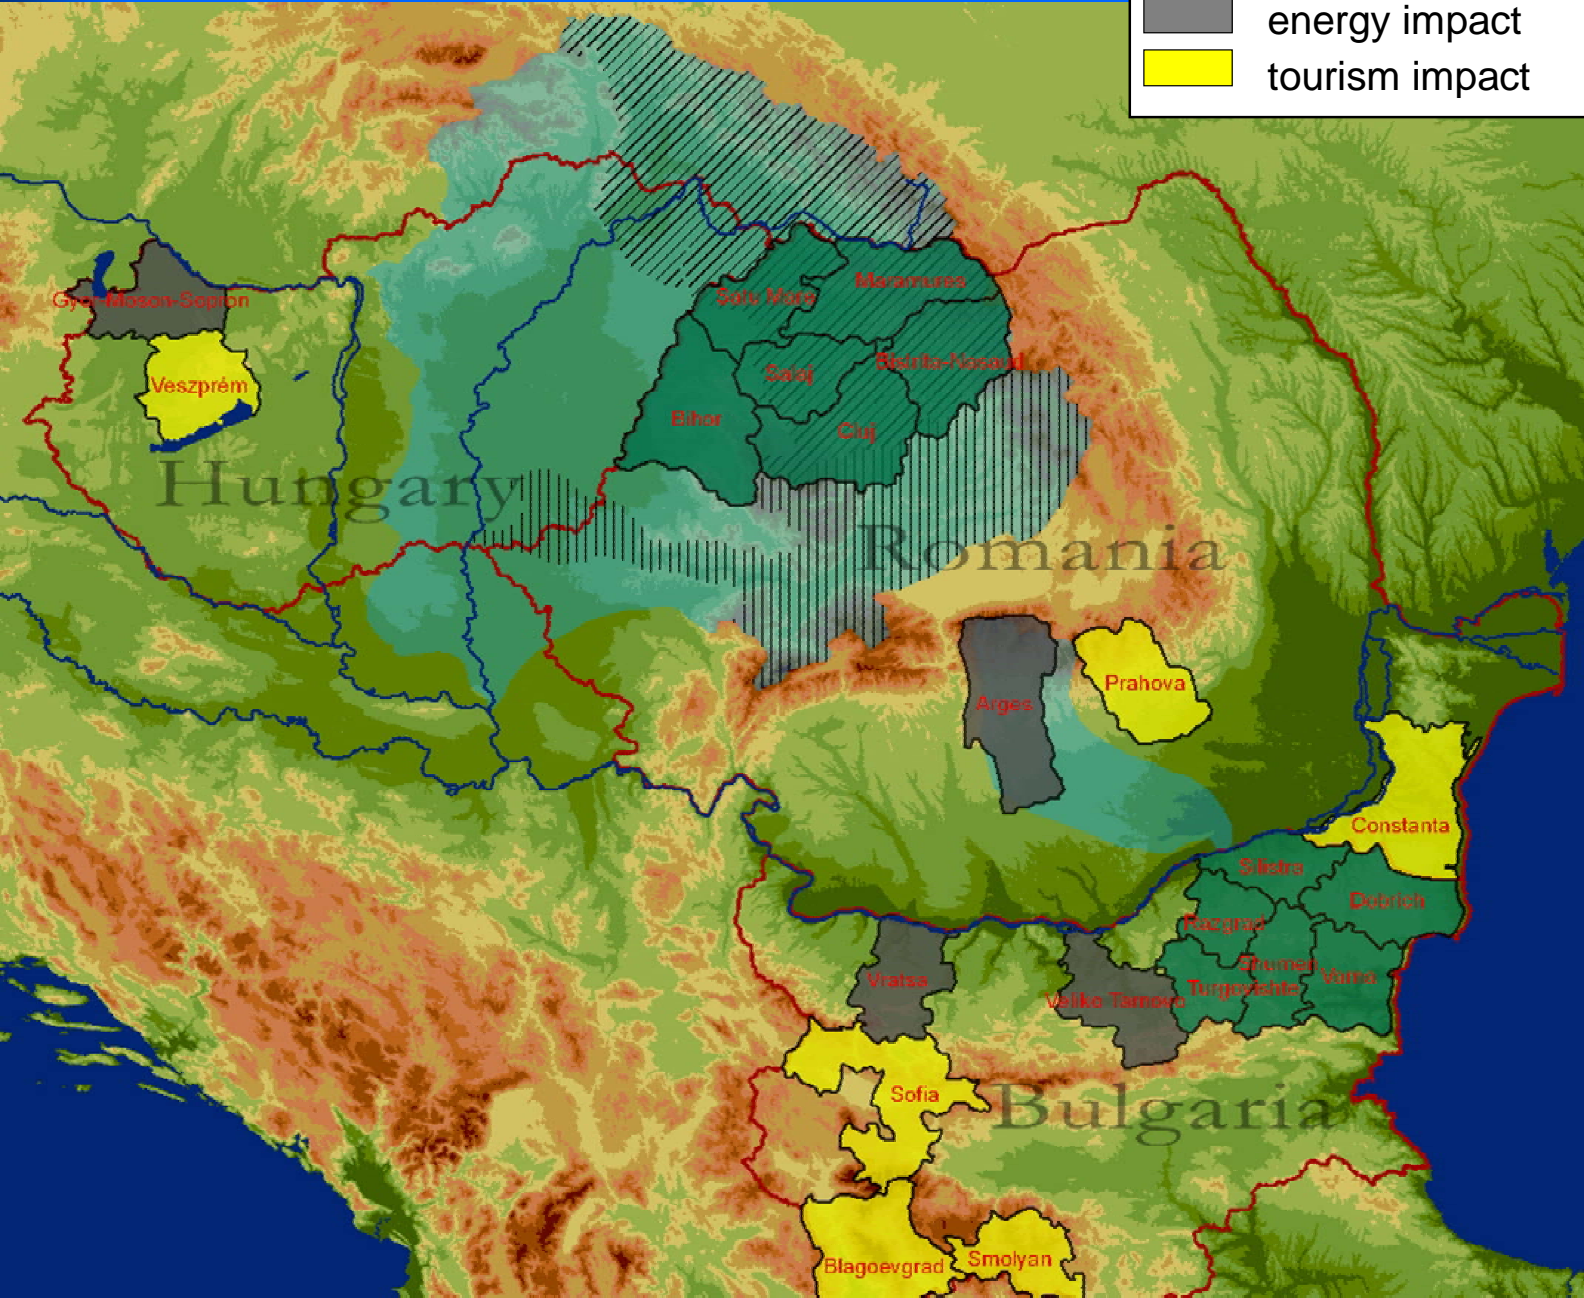 energy impact
tourism impact
Maramures
Satu Mare
Gyor-Moson-Sopron
Bistrita-Nasaud
Salaj
Veszprém
Bihor
Cluj
Hungary
Romania
Prahova
Arges
Constanta
Silistra
Dobrich
Razgrad
Shumen
Varna
Vratsa
Turgovishte
Veliko Tarnovo
Sofia
Bulgaria
Smolyan
Blagoevgrad